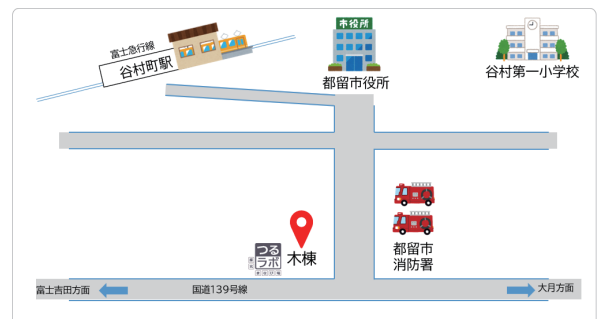 市役所
富士急行線
谷村町駅
都留市役所
谷村第一小学校
つる
ラボ
木棟
都留市
消防署
富士吉田方面
国道139号線
大月方面